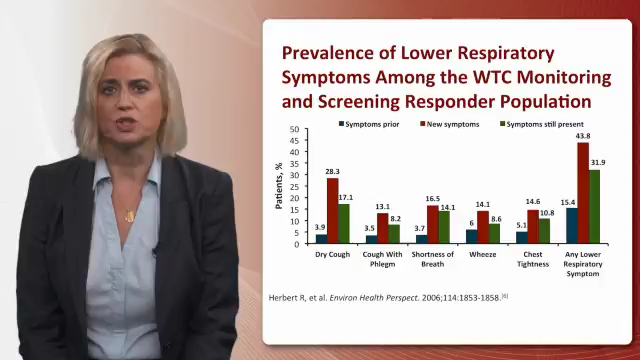 Prevalence of Lower Respiratory
Symptoms Among the WTC Monitoring
and Screening Responder Population
Symptoms prior New symptoms Symptoms still present
Patients, %
50
45
40
35
30
25
20
15
10
5
0
3.9 28.3 17.1
3.5 13.1 8.2
3.7 16.5 14.1
6 14.1 8.6
5.1 14.6 10.8
15.4 43.8 31.9
Dry Cough
Cough With
Phlegm
Shortness of
Breath
Wheeze
Chest
Tightness
Any Lower
Respiratory
Symptom
Herbert R, et al. Environ Health Perspect. 2006;114:1853-1858.[6]